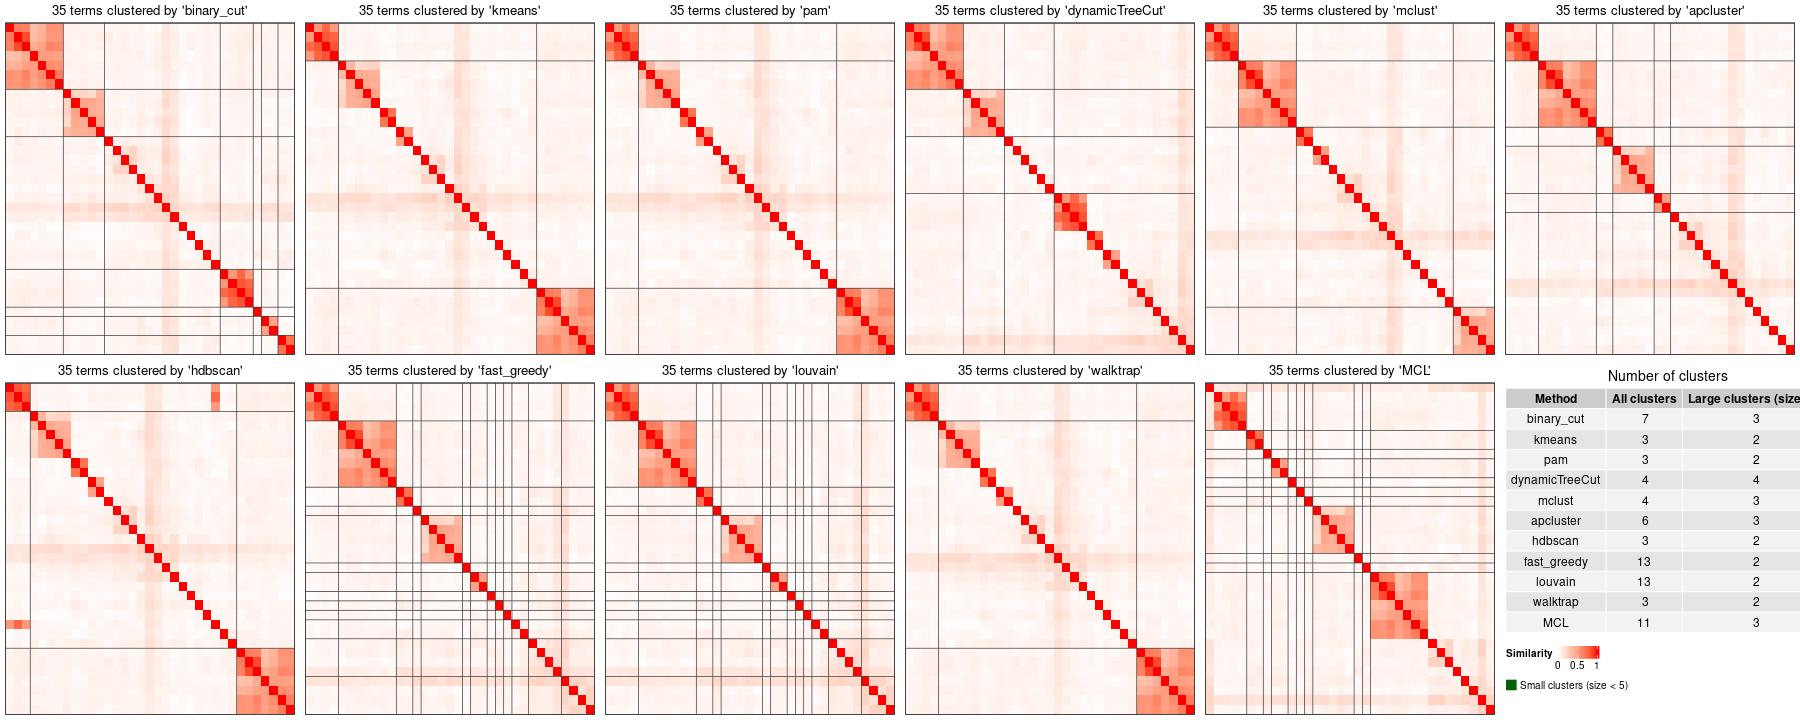 35 terms clustered by 'binary_cut'
35 terms clustered by 'kmeans'
35 terms clustered by 'pam'
35 terms clustered by 'dynamicTreeCut'
35 terms clustered by 'mclust'
35 terms clustered by 'apcluster'
35 terms clustered by 'hdbscan'
35 terms clustered by 'fast_greedy'
35 terms clustered by 'louvain'
35 terms clustered by 'walktrap'
35 terms clustered by 'MCL'
Number of clusters
Method All clusters Large clusters (size
binary_cut 7 3
kmeans 3 2
pam 3 2
dynamicTreeCut 4 4
mclust 4 3
apcluster 6 3
hdbscan 3 2
fast_greedy 13 2
louvain 13 2
walktrap 3 2
MCL 11 3
Similarity
0 0.5 1
Small clusters (size < 5)